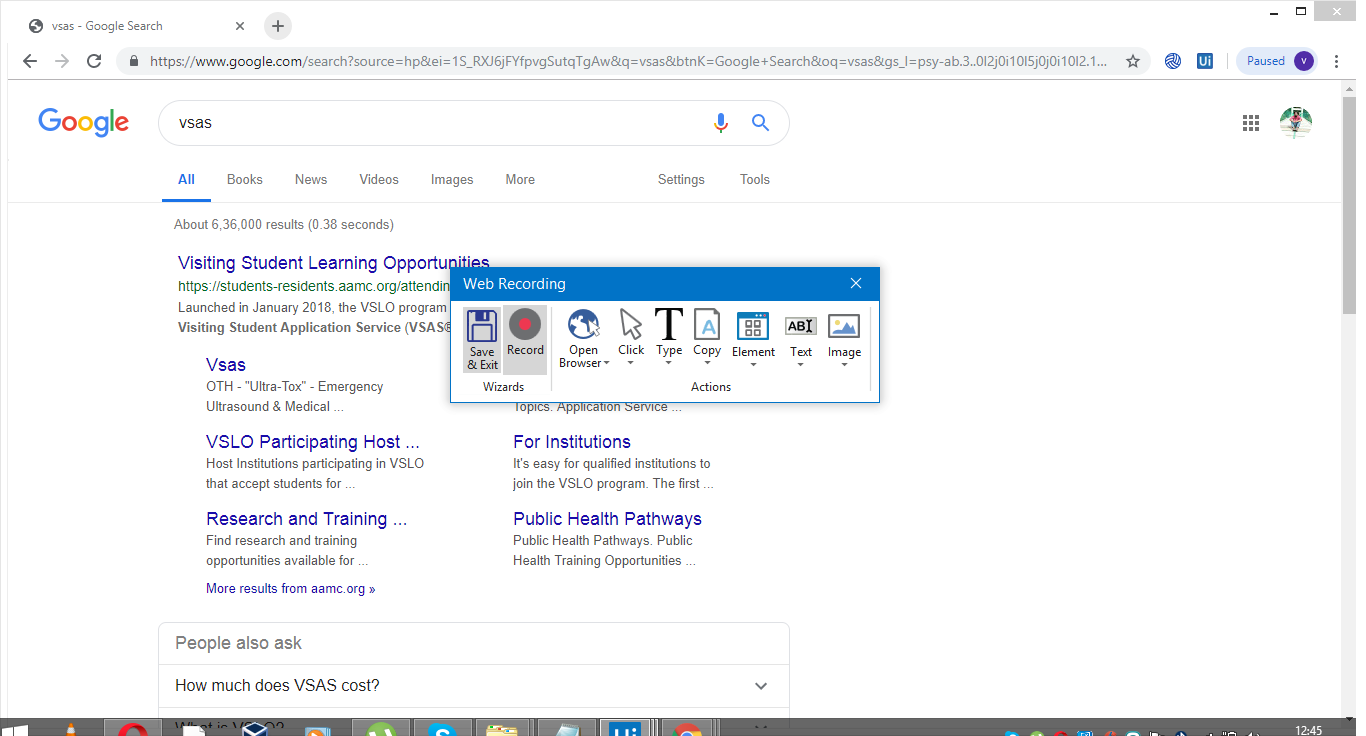 vsas - Google Search
https://www.google.com/search?source=hp&ei=1S_RXJ6jFYfpvgSutqTgAw&q=vsas&btnK=Google+Search&oq=vsas&gs_l=psy-ab.3..0l2j0i10l5j0j0i10l2.1...
Ui
Paused
v
Google
vsas
All
Books
News
Videos
Images
More
Settings
Tools
About 6,36,000 results (0.38 seconds)
Visiting Student Learning Opportunities
https://students-residents.aamc.org/attendin
Launched in January 2018, the VSLO program
Visiting Student Application Service (VSAS®
Web Recording
Save
& Exit
Record
Wizards
Open
Browser
Click
Type
Copy
Element
Text
Image
Actions
Vsas
OTH - "Ultra-Tox" - Emergency
Ultrasound & Medical ...
Topics. Application Service ...
VSLO Participating Host ...
Host Institutions participating in VSLO
that accept students for ...
For Institutions
It's easy for qualified institutions to
join the VSLO program. The first ...
Research and Training ...
Find research and training
opportunities available for ...
Public Health Pathways
Public Health Pathways. Public
Health Training Opportunities ...
More results from aamc.org »
People also ask
How much does VSAS cost?
What is VSLO?
Ui
12:45